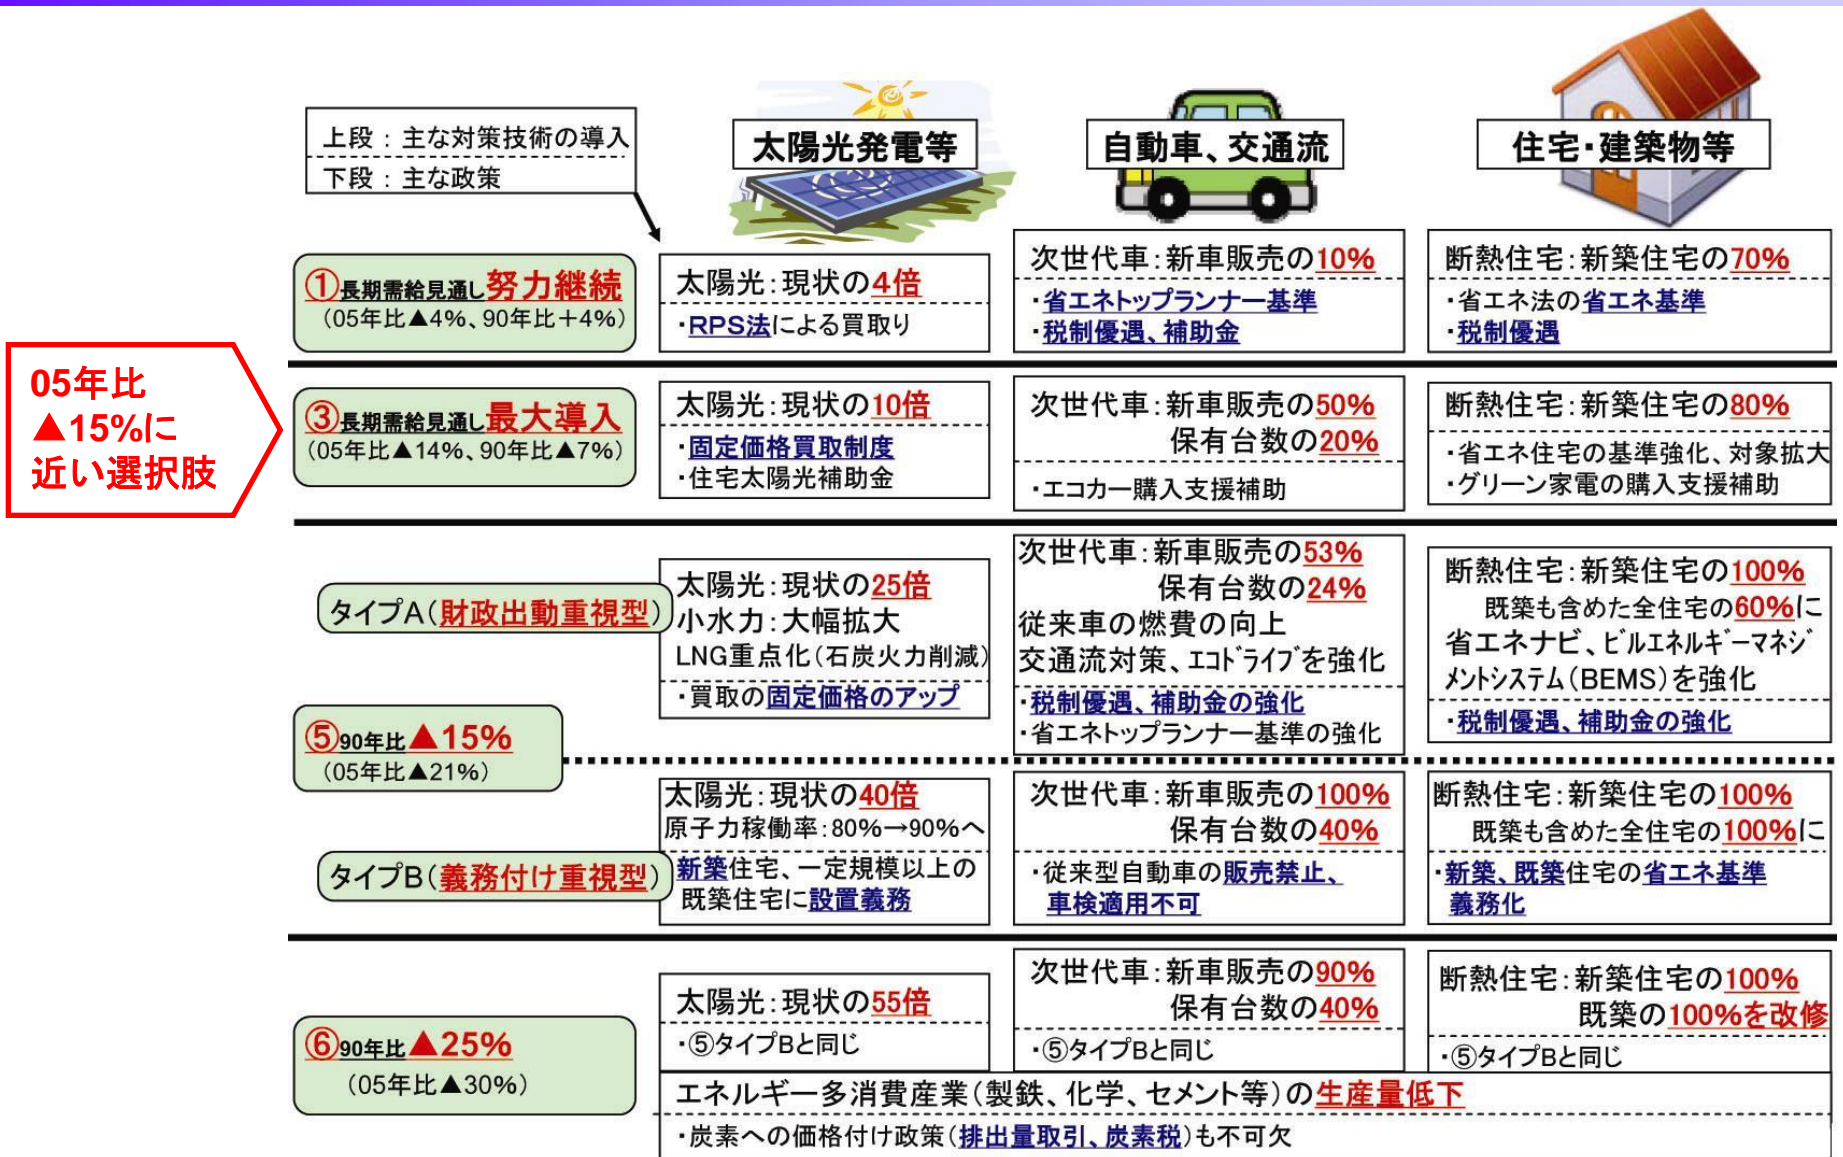 上段：主な対策技術の導入
下段：主な政策
太陽光発電等
自動車、交通流
住宅・建築物等
①長期需給見通し努力継続
（05年比▲4%、90年比＋4%）
太陽光：現状の4倍
・RPS法による買取り
次世代車：新車販売の10%
・省エネトップランナー基準
・税制優遇、補助金
断熱住宅：新築住宅の70%
・省エネ法の省エネ基準
・税制優遇
05年比
▲15%に
近い選択肢
③長期需給見通し最大導入
（05年比▲14%、90年比▲7%）
太陽光：現状の10倍
・固定価格買取制度
・住宅太陽光補助金
次世代車：新車販売の50%
保有台数の20%
・エコカー購入支援補助
断熱住宅：新築住宅の80%
・省エネ住宅の基準強化、対象拡大
・グリーン家電の購入支援補助
⑤90年比▲15%
（05年比▲21%）
タイプA（財政出動重視型）
太陽光：現状の25倍
小水力：大幅拡大
LNG重点化（石炭火力削減）
・買取の固定価格のアップ
次世代車：新車販売の53%
保有台数の24%
従来車の燃費の向上
交通流対策、ｴｺﾄﾞﾗｲﾌﾞを強化
・税制優遇、補助金の強化
・省エネトップランナー基準の強化
断熱住宅：新築住宅の100%
既築も含めた全住宅の60%に
省エネナビ、ﾋﾞﾙｴﾈﾙｷﾞｰﾏﾈｼﾞ
ﾒﾝﾄｼｽﾃﾑ（BEMS）を強化
・税制優遇、補助金の強化
タイプB（義務付け重視型）
太陽光：現状の40倍
原子力稼働率：80%→90%へ
新築住宅、一定規模以上の
既築住宅に設置義務
次世代車：新車販売の100%
保有台数の40%
・従来型自動車の販売禁止、
車検適用不可
断熱住宅：新築住宅の100%
既築も含めた全住宅の100%に
・新築、既築住宅の省エネ基準
義務化
⑥90年比▲25%
（05年比▲30%）
太陽光：現状の55倍
・⑤タイプBと同じ
次世代車：新車販売の90%
保有台数の40%
・⑤タイプBと同じ
断熱住宅：新築住宅の100%
既築の100%を改修
・⑤タイプBと同じ
エネルギー多消費産業（製鉄、化学、セメント等）の生産量低下
・炭素への価格付け政策（排出量取引、炭素税）も不可欠